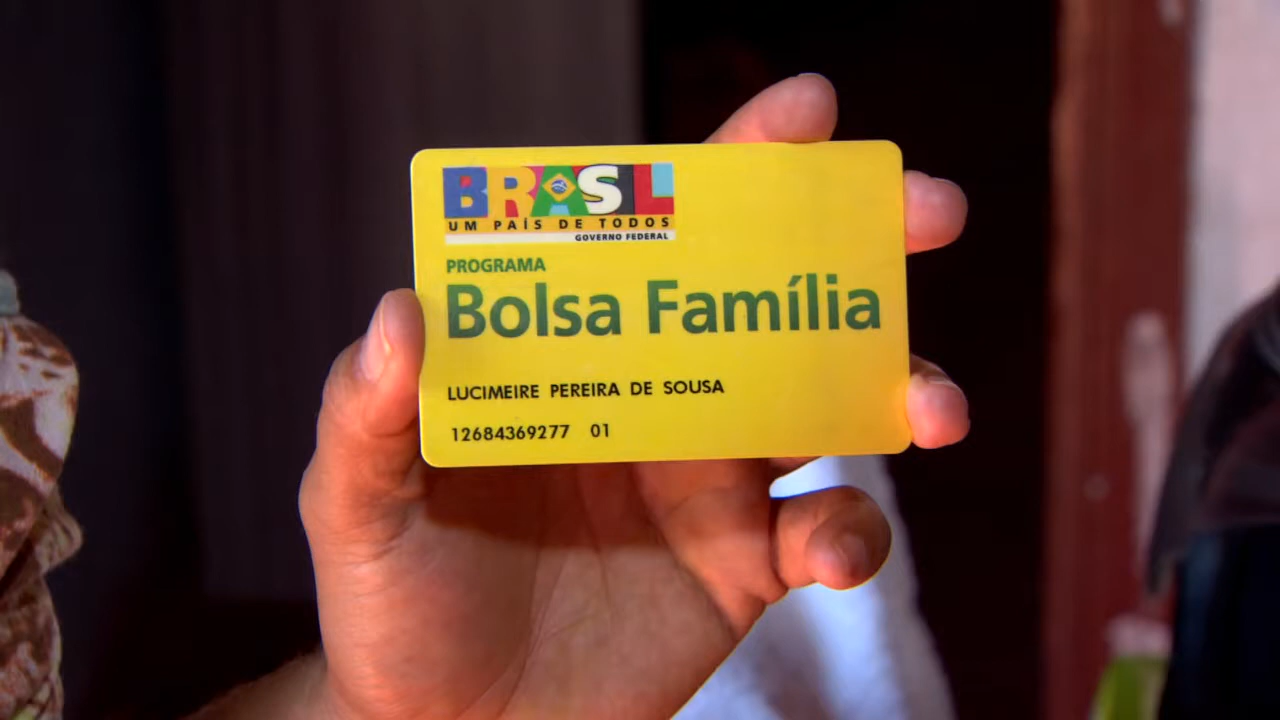 BRASIL
UM PAÍS DE TODOS
GOVERNO FEDERAL
PROGRAMA
Bolsa Família
LUCIMEIRE PEREIRA DE SOUSA
12684369277 01